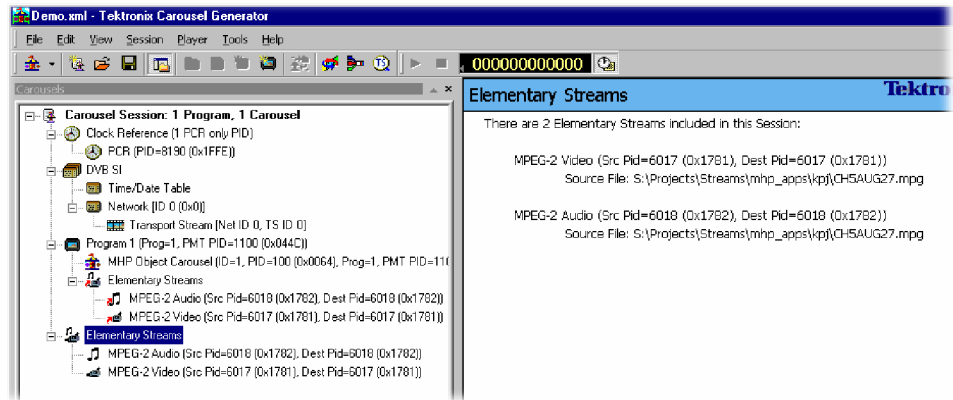 Demo.xml - Tektronix Carousel Generator
File Edit View Session Player Tools Help
TS
000000000000
Carousels
Carousel Session: 1 Program, 1 Carousel
Clock Reference (1 PCR only PID)
PCR (PID=8190 (0x1FFE))
DVB SI
Time/Date Table
Network [ID 0 (0x0)]
Transport Stream [Net ID 0, TS ID 0]
Program 1 (Prog=1, PMT PID=1100 (0x044C))
MHP Object Carousel (ID=1, PID=100 (0x0064), Prog=1, PMT PID=110
Elementary Streams
MPEG-2 Audio (Src Pid=6018 (0x1782), Dest Pid=6018 (0x1782))
MPEG-2 Video (Src Pid=6017 (0x1781), Dest Pid=6017 (0x1781))
Elementary Streams
MPEG-2 Audio (Src Pid=6018 (0x1782), Dest Pid=6018 (0x1782))
MPEG-2 Video (Src Pid=6017 (0x1781), Dest Pid=6017 (0x1781))
Elementary Streams
Tektro
There are 2 Elementary Streams included in this Session:
MPEG-2 Video (Src Pid=6017 (0x1781), Dest Pid=6017 (0x1781))
Source File: S:\Projects\Streams\mhp_apps\kpj\CH5AUG27.mpg
MPEG-2 Audio (Src Pid=6018 (0x1782), Dest Pid=6018 (0x1782))
Source File: S:\Projects\Streams\mhp_apps\kpj\CH5AUG27.mpg